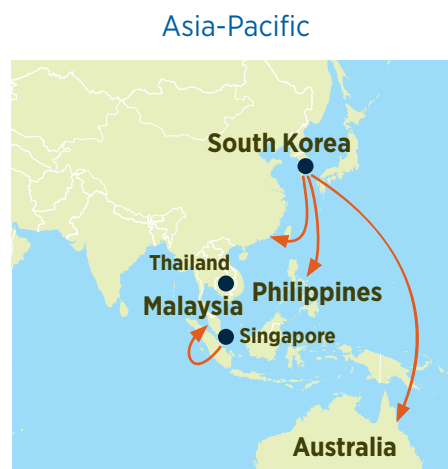 Asia-Pacific
South Korea
Thailand
Malaysia
Philippines
Singapore
Australia